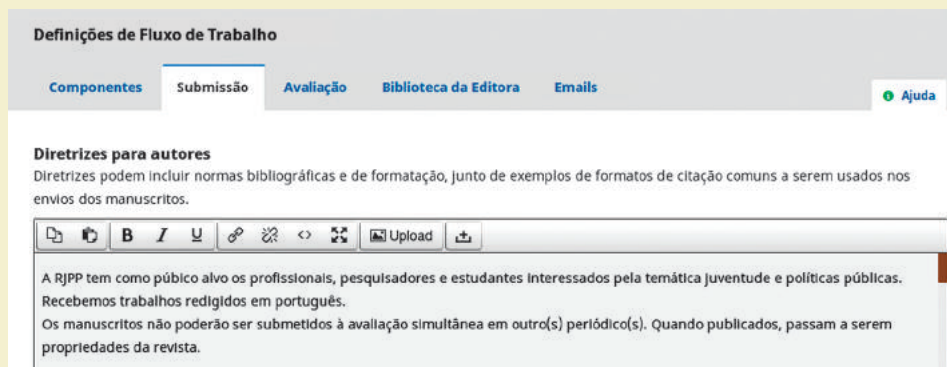 Definições de Fluxo de Trabalho
Componentes Submissão Avaliação Biblioteca da Editora Emails
Ajuda
Diretrizes para autores
Diretrizes podem incluir normas bibliográficas e de formatação, junto de exemplos de formatos de citação comuns a serem usados nos
envios dos manuscritos.
B I U Upload
A RJPP tem como púbico alvo os profissionais, pesquisadores e estudantes interessados pela temática juventude e políticas públicas.
Recebemos trabalhos redigidos em português.
Os manuscritos não poderão ser submetidos à avaliação simultânea em outro(s) periódico(s). Quando publicados, passam a serem
propriedades da revista.